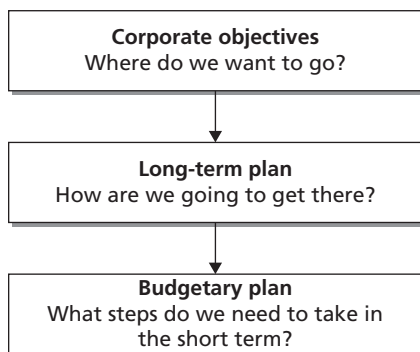 Corporate objectives
Where do we want to go?
Long-term plan
How are we going to get there?
Budgetary plan
What steps do we need to take in
the short term?